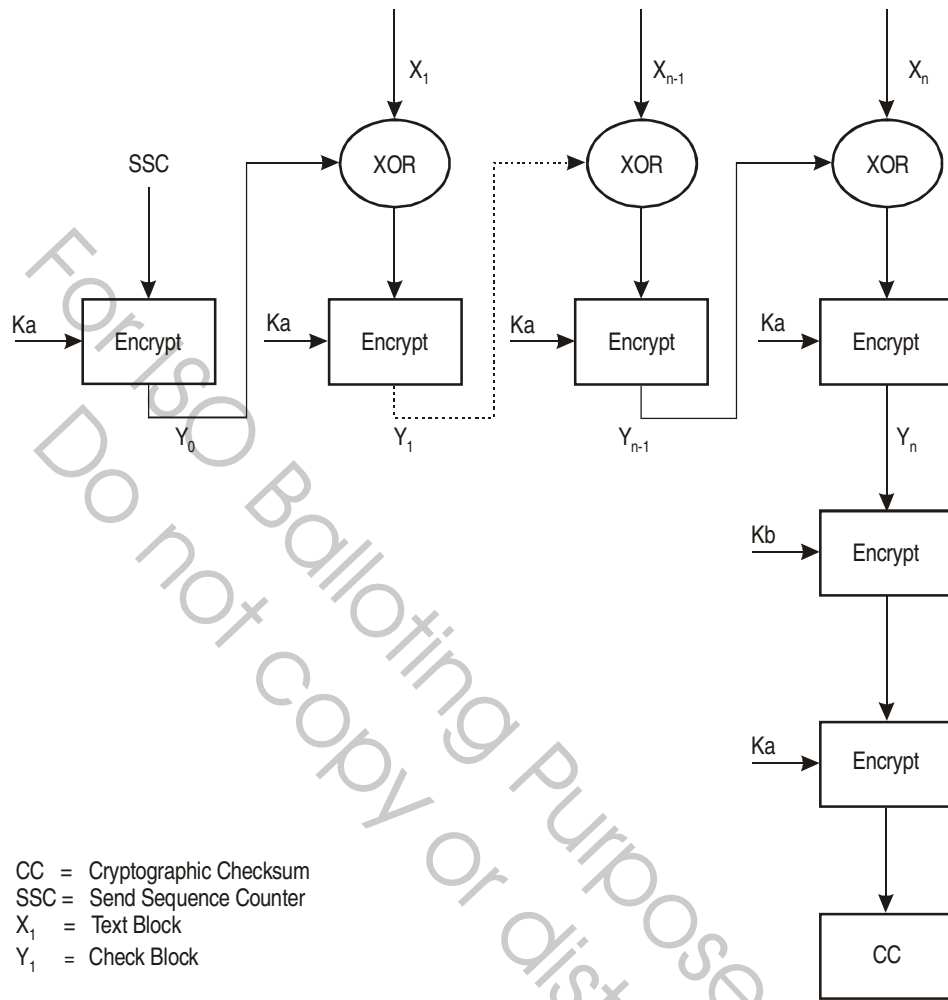 X1
Xn-1
Xn
XOR
XOR
XOR
SSC
Ka
Encrypt
Ka
Encrypt
Ka
Encrypt
Ka
Encrypt
Y0
Y1
Yn-1
Yn
Kb
Encrypt
Ka
Encrypt
CC
CC = Cryptographic Checksum
SSC = Send Sequence Counter
X1 = Text Block
Y1 = Check Block
For ISO Balloting Purpose
Do not copy or